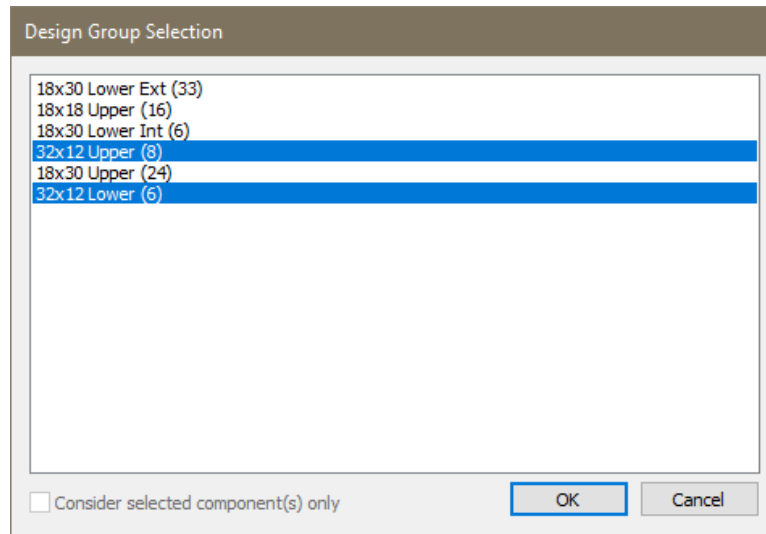 Design Group Selection
18x30 Lower Ext (33)
18x18 Upper (16)
18x30 Lower Int (6)
32x12 Upper (8)
18x30 Upper (24)
32x12 Lower (6)
Consider selected component(s) only
OK
Cancel